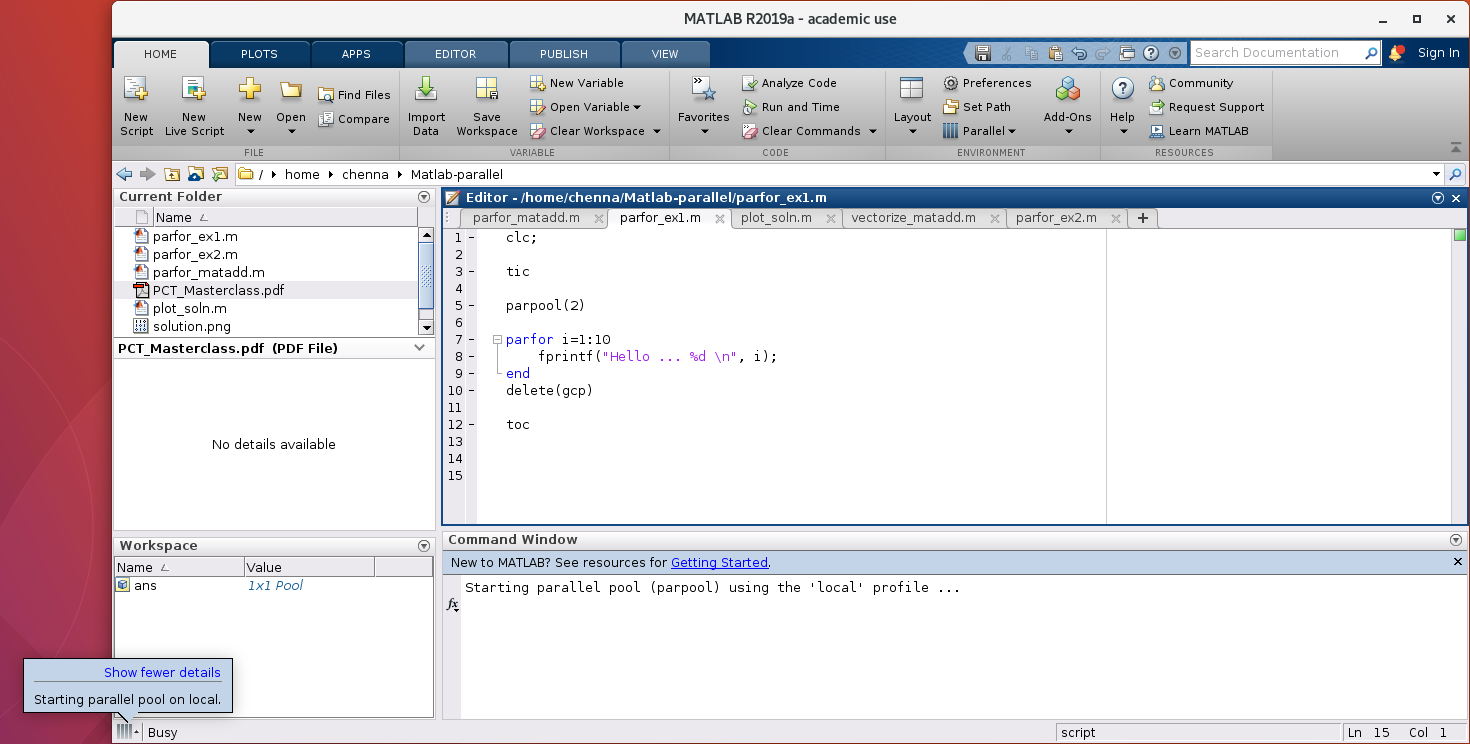 MATLAB R2019a - academic use
HOME PLOTS APPS EDITOR PUBLISH VIEW
Search Documentation
Sign In
New Script
New Live Script
New
Open
Find Files
Compare
FILE
Import Data
Save Workspace
New Variable
Open Variable
Clear Workspace
VARIABLE
Favorites
Analyze Code
Run and Time
Clear Commands
CODE
Layout
Preferences
Set Path
Parallel
Add-Ons
ENVIRONMENT
Help
Community
Request Support
Learn MATLAB
RESOURCES
/ home chenna Matlab-parallel
Current Folder
Name
parfor_ex1.m
parfor_ex2.m
parfor_matadd.m
PCT_Masterclass.pdf
plot_soln.m
solution.png
PCT_Masterclass.pdf (PDF File)
No details available
Workspace
Name Value
ans 1x1 Pool
Show fewer details
Starting parallel pool on local.
Busy
Editor - /home/chenna/Matlab-parallel/parfor_ex1.m
parfor_matadd.m parfor_ex1.m plot_soln.m vectorize_matadd.m parfor_ex2.m +
1 - clc;
2
3 - tic
4
5 - parpool(2)
6
7 - parfor i=1:10
8 - fprintf("Hello ... %d \n", i);
9 - end
10 - delete(gcp)
11
12 - toc
13
14
15
Command Window
New to MATLAB? See resources for Getting Started.
Starting parallel pool (parpool) using the 'local' profile ...
fx
script
Ln 15 Col 1